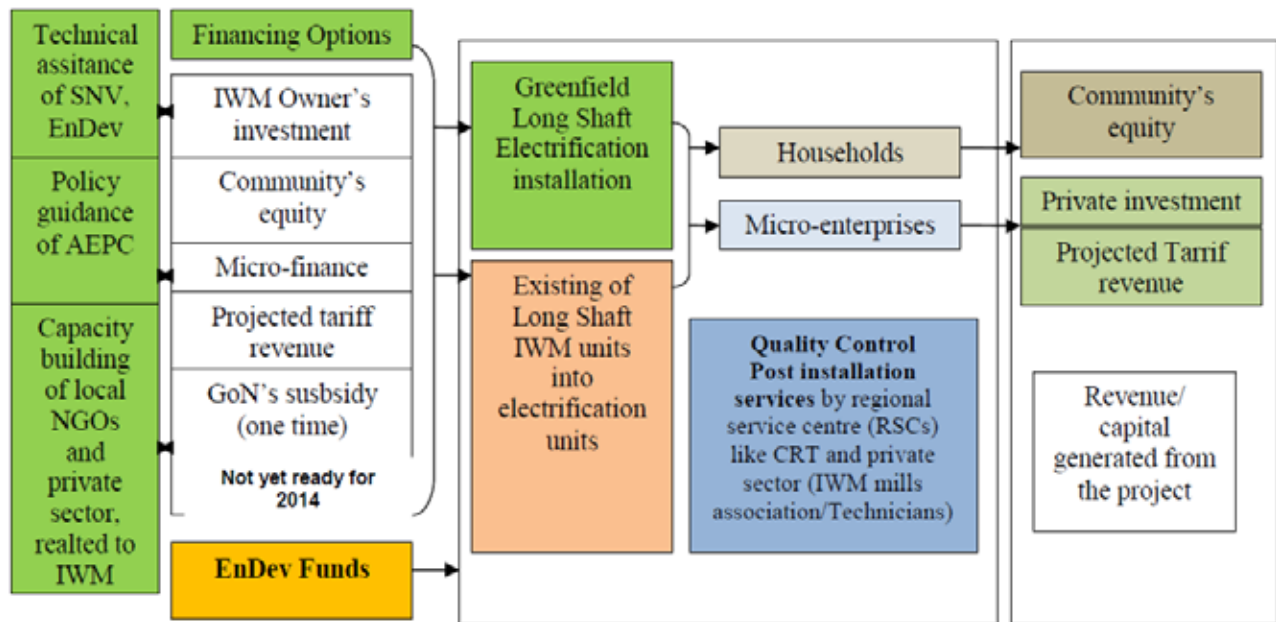 Technical
assitance
of SNV,
EnDev
Policy
guidance
of AEPC
Capacity
building
of local
NGOs
and
private
sector,
realted to
IWM
Financing Options
IWM Owner's
investment
Community's
equity
Micro-finance
Projected tariff
revenue
GoN's susbsidy
(one time)
Not yet ready for
2014
EnDev Funds
Greenfield
Long Shaft
Electrification
installation
Existing of
Long Shaft
IWM units
into
electrification
units
Households
Micro-enterprises
Quality Control
Post installation
services by regional
service centre (RSCs)
like CRT and private
sector (IWM mills
association/Technicians)
Community's
equity
Private investment
Projected Tarrif
revenue
Revenue/
capital
generated from
the project